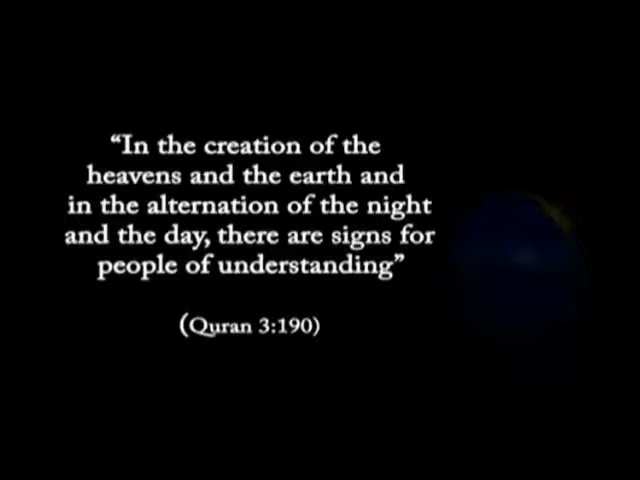 “In the creation of the
heavens and the earth and
in the alternation of the night
and the day, there are signs for
people of understanding”
(Quran 3:190)